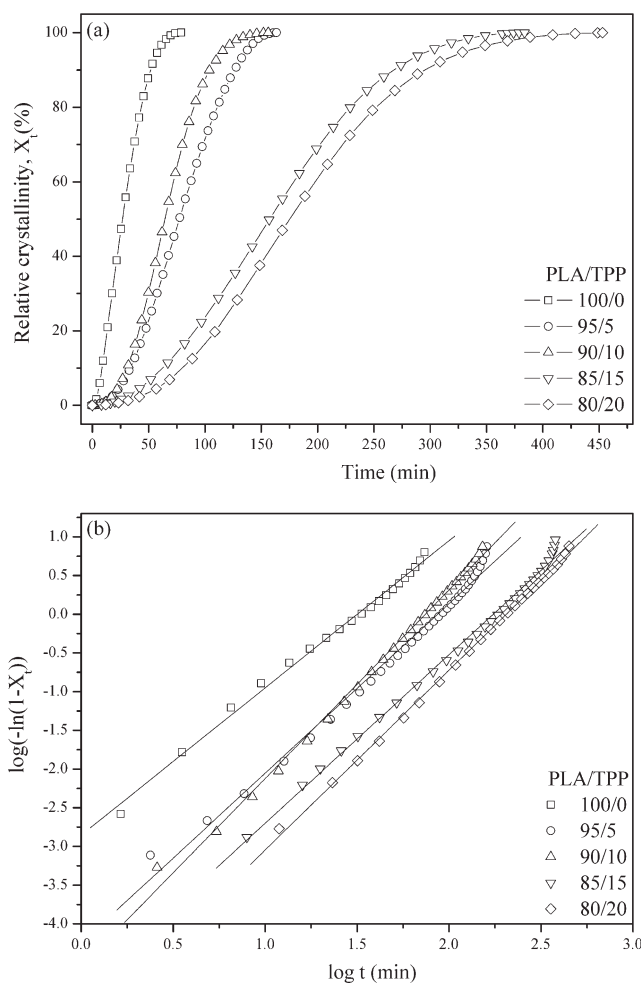 (a)
100
80
60
40
20
0
Relative crystallinity, X_t(%)
PLA/TPP
100/0
95/5
90/10
85/15
80/20
0 50 100 150 200 250 300 350 400 450
Time (min)
(b)
1.0
0.5
0.0
-0.5
-1.0
-1.5
-2.0
-2.5
-3.0
-3.5
-4.0
log(-ln(1-X_t))
PLA/TPP
100/0
95/5
90/10
85/15
80/20
0.0 0.5 1.0 1.5 2.0 2.5 3.0
log t (min)